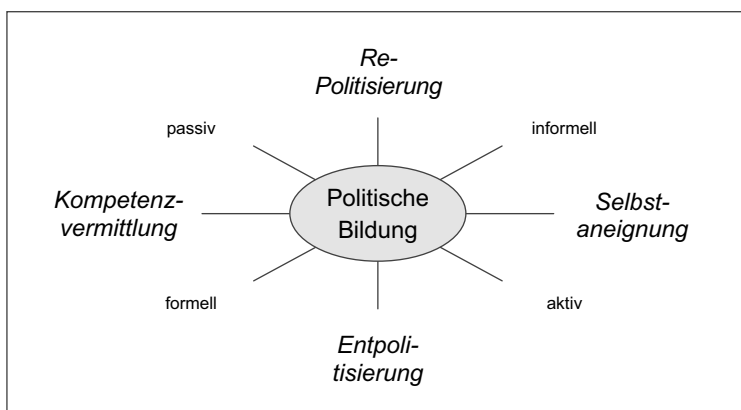 Re-
Politisierung
passiv
informell
Kompetenz-
vermittlung
Politische
Bildung
Selbst-
aneignung
formell
aktiv
Entpoli-
tisierung